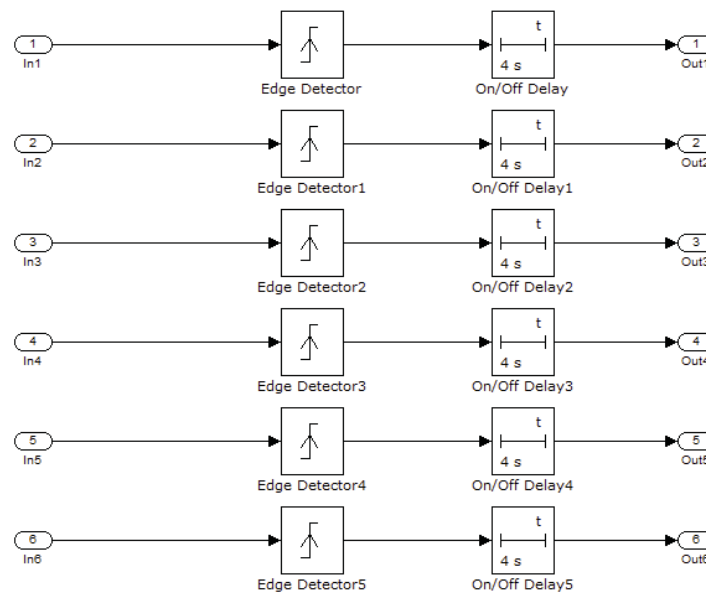 1
t
1
4 s
In1
Edge Detector
On/Off Delay
Out1
2
t
2
4 s
In2
Edge Detector1
On/Off Delay1
Out2
3
t
3
4 s
In3
Edge Detector2
On/Off Delay2
Out3
4
t
4
4 s
In4
Edge Detector3
On/Off Delay3
Out4
5
t
5
4 s
In5
Edge Detector4
On/Off Delay4
Out5
6
t
6
4 s
In6
Edge Detector5
On/Off Delay5
Out6